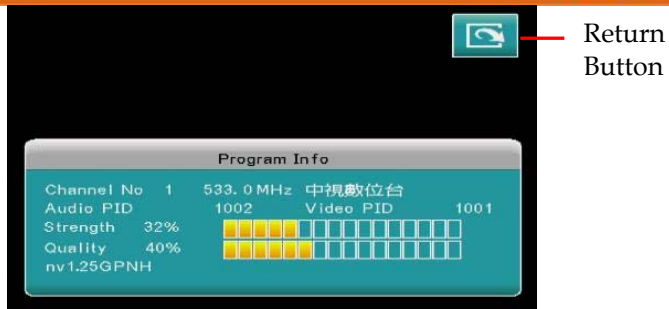 Return
Button
Program Info
Channel No 1 533.0MHz 中視數位台
Audio PID 1002 Video PID 1001
Strength 32%
Quality 40%
nv1.25GPNH